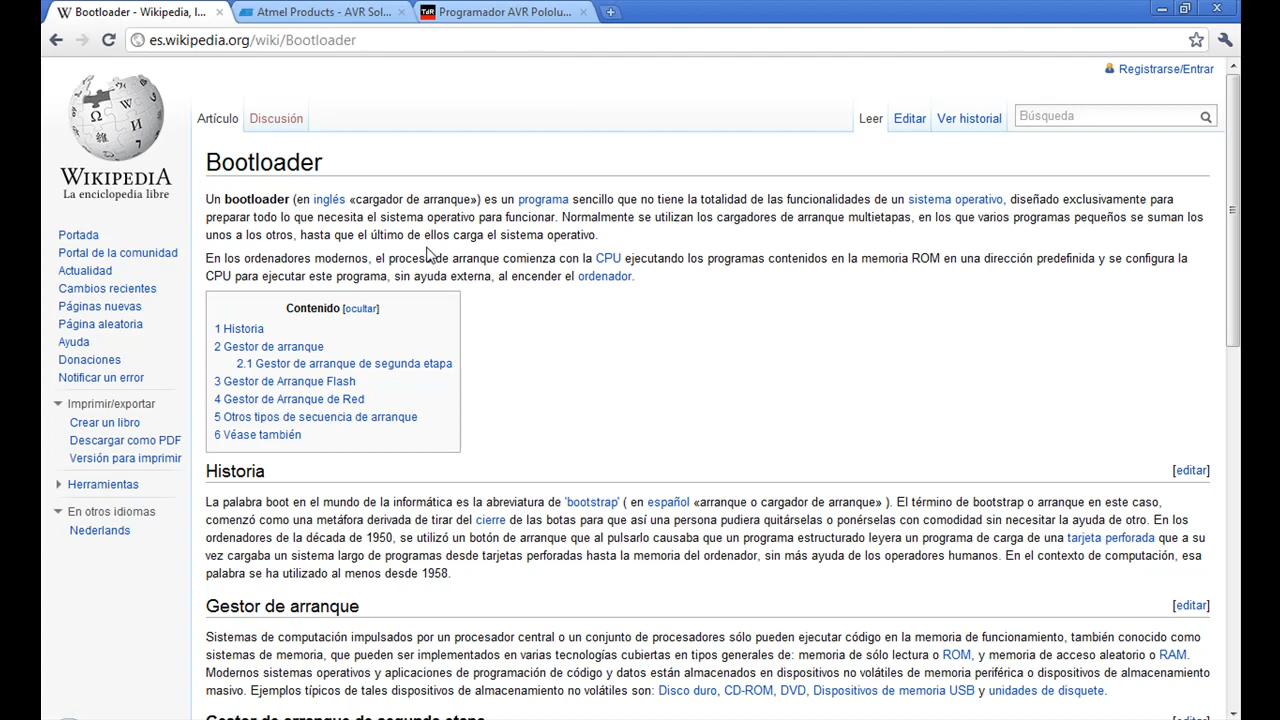 Bootloader - Wikipedia, l...
Atmel Products - AVR Sol...
TdR
Programador AVR Pololu...
es.wikipedia.org/wiki/Bootloader
Registrarse/Entrar
WIKIPEDIA
La enciclopedia libre
Artículo
Discusión
Leer
Editar
Ver historial
Búsqueda
Portada
Portal de la comunidad
Actualidad
Cambios recientes
Páginas nuevas
Página aleatoria
Ayuda
Donaciones
Notificar un error
Imprimir/exportar
Crear un libro
Descargar como PDF
Versión para imprimir
Herramientas
En otros idiomas
Nederlands
Bootloader
Un bootloader (en inglés «cargador de arranque») es un programa sencillo que no tiene la totalidad de las funcionalidades de un sistema operativo, diseñado exclusivamente para
preparar todo lo que necesita el sistema operativo para funcionar. Normalmente se utilizan los cargadores de arranque multietapas, en los que varios programas pequeños se suman los
unos a los otros, hasta que el último de ellos carga el sistema operativo.
En los ordenadores modernos, el proceso de arranque comienza con la CPU ejecutando los programas contenidos en la memoria ROM en una dirección predefinida y se configura la
CPU para ejecutar este programa, sin ayuda externa, al encender el ordenador.
Contenido [ocultar]
1 Historia
2 Gestor de arranque
2.1 Gestor de arranque de segunda etapa
3 Gestor de Arranque Flash
4 Gestor de Arranque de Red
5 Otros tipos de secuencia de arranque
6 Véase también
Historia
[editar]
La palabra boot en el mundo de la informática es la abreviatura de 'bootstrap' ( en español «arranque o cargador de arranque» ). El término de bootstrap o arranque en este caso,
comenzó como una metáfora derivada de tirar del cierre de las botas para que así una persona pudiera quitárselas o ponérselas con comodidad sin necesitar la ayuda de otro. En los
ordenadores de la década de 1950, se utilizó un botón de arranque que al pulsarlo causaba que un programa estructurado leyera un programa de carga de una tarjeta perforada que a su
vez cargaba un sistema largo de programas desde tarjetas perforadas hasta la memoria del ordenador, sin más ayuda de los operadores humanos. En el contexto de computación, esa
palabra se ha utilizado al menos desde 1958.
Gestor de arranque
[editar]
Sistemas de computación impulsados por un procesador central o un conjunto de procesadores sólo pueden ejecutar código en la memoria de funcionamiento, también conocido como
sistemas de memoria, que pueden ser implementados en varias tecnologías cubiertas en tipos generales de: memoria de sólo lectura o ROM, y memoria de acceso aleatorio o RAM.
Modernos sistemas operativos y aplicaciones de programación de código y datos están almacenados en dispositivos no volátiles de memoria periférica o dispositivos de almacenamiento
masivo. Ejemplos típicos de tales dispositivos de almacenamiento no volátiles son: Disco duro, CD-ROM, DVD, Dispositivos de memoria USB y unidades de disquete.
Gestor de arranque de segunda etapa
[editar]